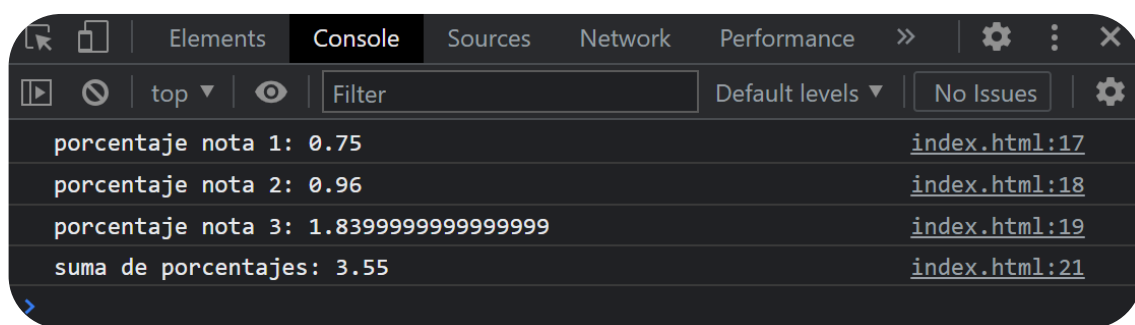 Elements Console Sources Network Performance »
top ▼ Filter Default levels ▼ No Issues
porcentaje nota 1: 0.75 index.html:17
porcentaje nota 2: 0.96 index.html:18
porcentaje nota 3: 1.8399999999999999 index.html:19
suma de porcentajes: 3.55 index.html:21
>